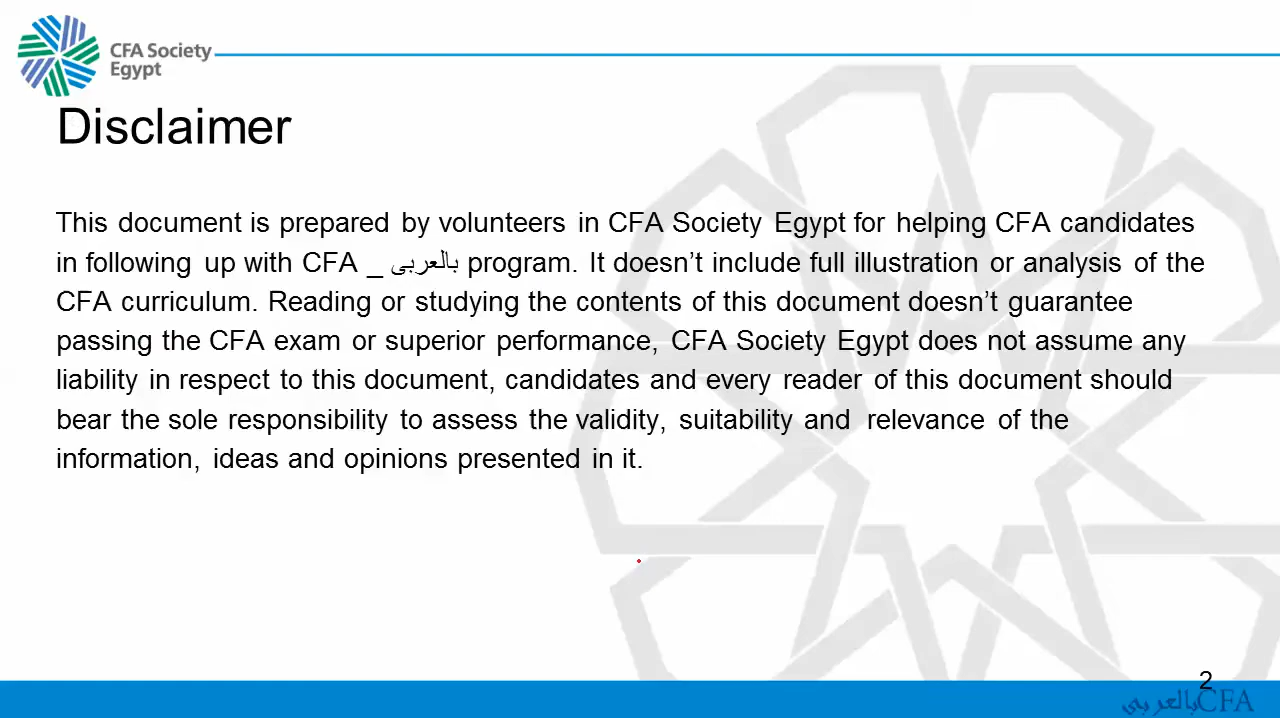 CFA Society
Egypt
Disclaimer
This document is prepared by volunteers in CFA Society Egypt for helping CFA candidates
in following up with CFA _ بالعربى program. It doesn’t include full illustration or analysis of the
CFA curriculum. Reading or studying the contents of this document doesn’t guarantee
passing the CFA exam or superior performance, CFA Society Egypt does not assume any
liability in respect to this document, candidates and every reader of this document should
bear the sole responsibility to assess the validity, suitability and relevance of the
information, ideas and opinions presented in it.
2
CFAبالعربي